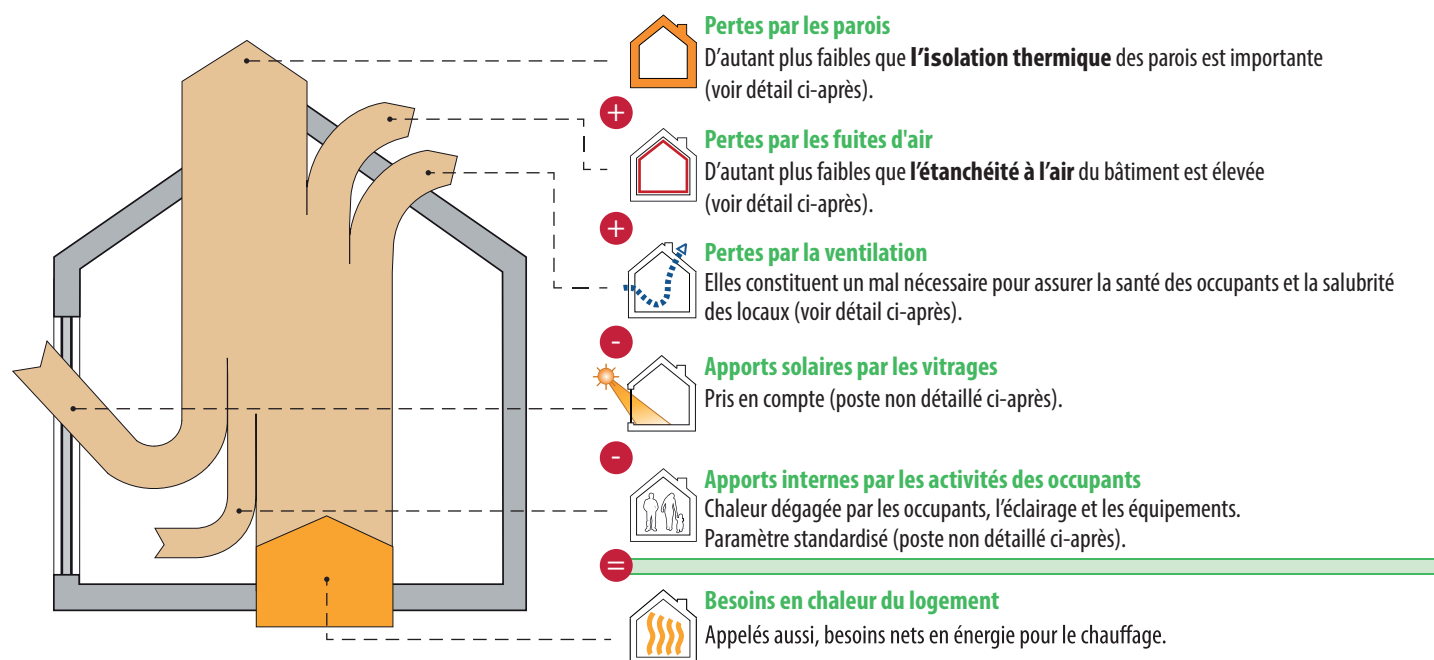 Pertes par les parois
D'autant plus faibles que l'isolation thermique des parois est importante
(voir détail ci-après).
+
Pertes par les fuites d'air
D'autant plus faibles que l'étanchéité à l'air du bâtiment est élevée
(voir détail ci-après).
+
Pertes par la ventilation
Elles constituent un mal nécessaire pour assurer la santé des occupants et la salubrité
des locaux (voir détail ci-après).
-
Apports solaires par les vitrages
Pris en compte (poste non détaillé ci-après).
-
Apports internes par les activités des occupants
Chaleur dégagée par les occupants, l'éclairage et les équipements.
Paramètre standardisé (poste non détaillé ci-après).
=
Besoins en chaleur du logement
Appelés aussi, besoins nets en énergie pour le chauffage.